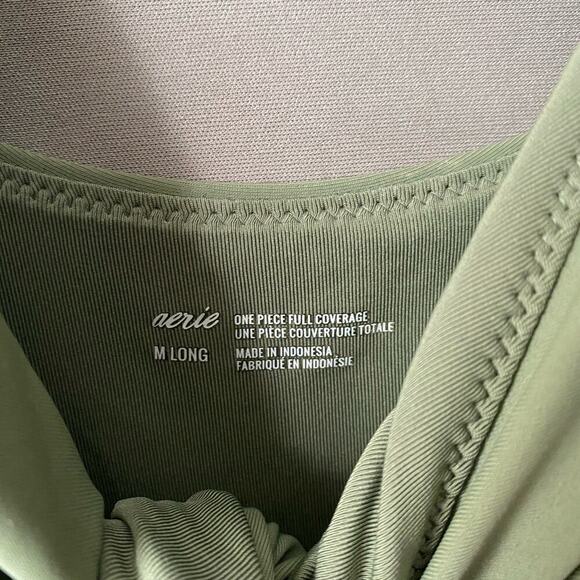 aerie
ONE PIECE FULL COVERAGE
UNE PIÈCE COUVERTURE TOTALE
M LONG
MADE IN INDONESIA
FABRIQUÉ EN INDONÉSIE